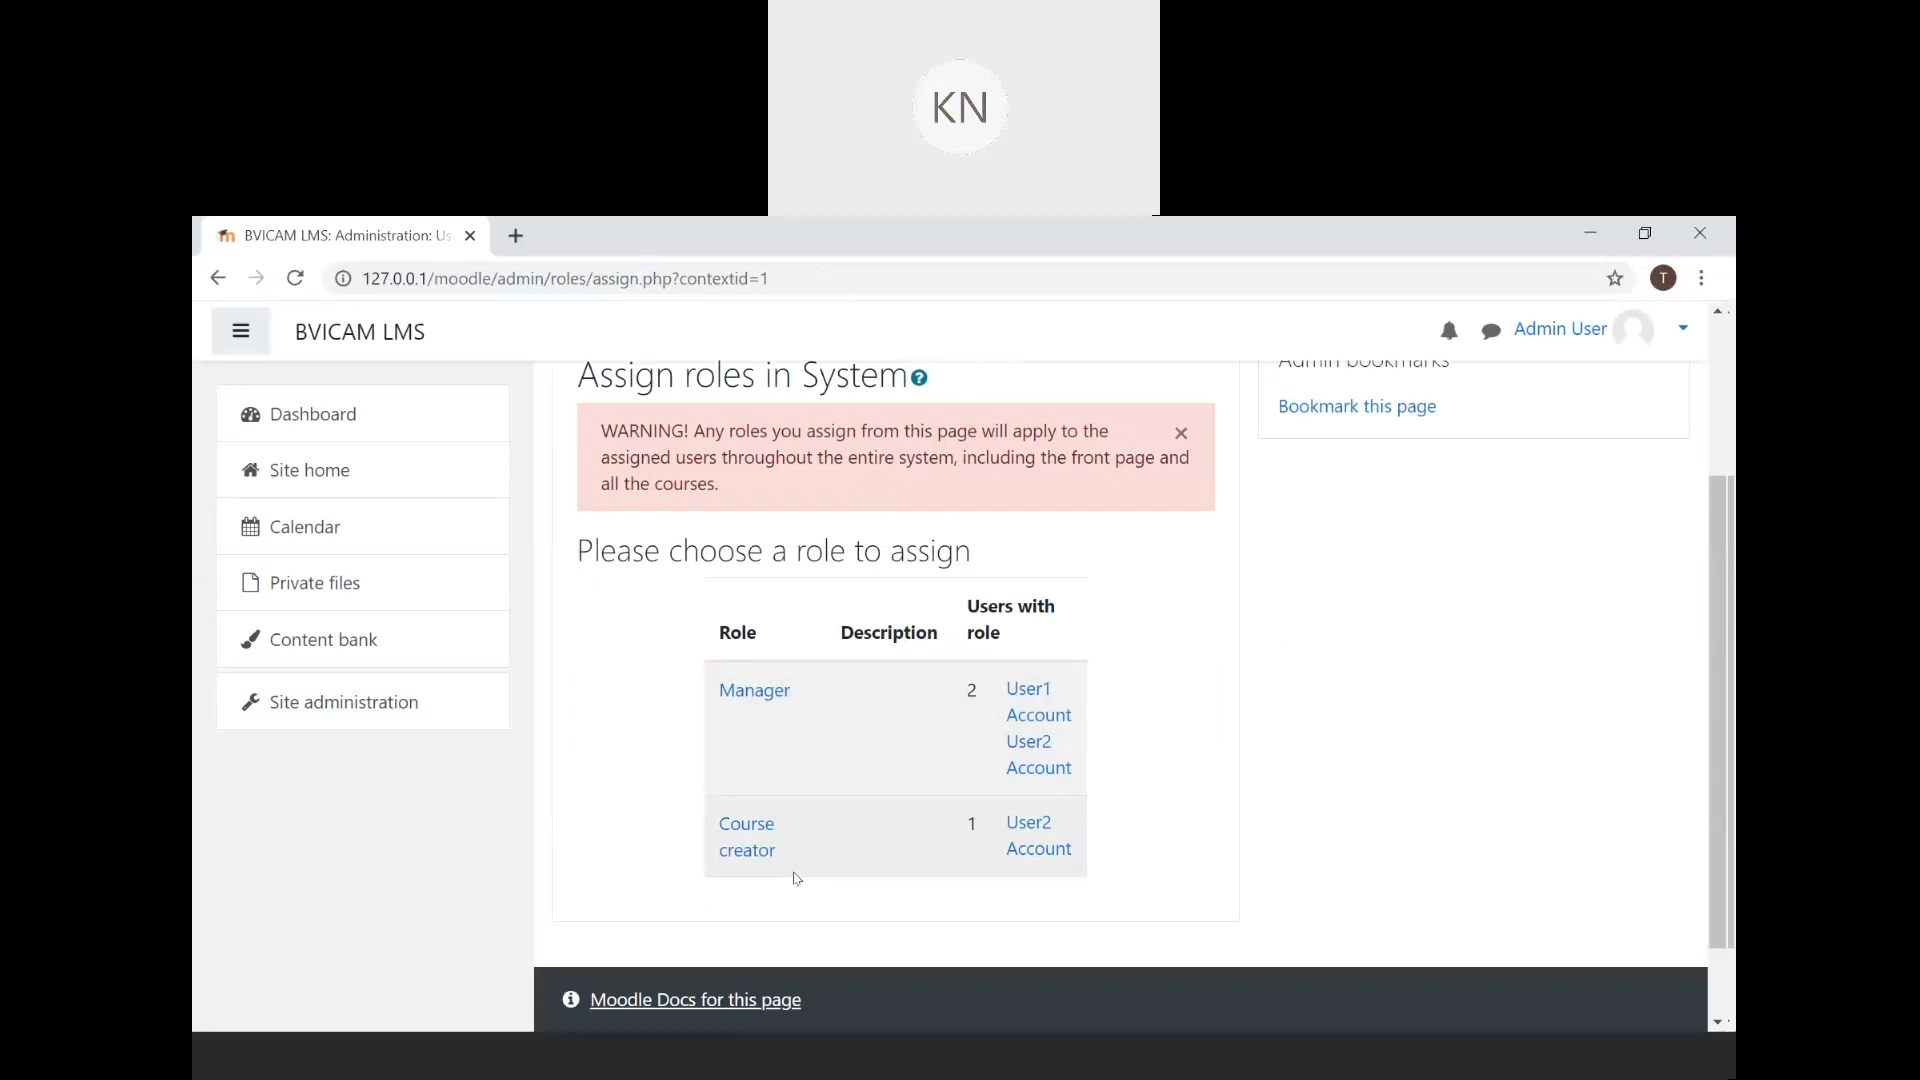 KN
BVICAM LMS: Administration: Us
127.0.0.1/moodle/admin/roles/assign.php?contextid=1
T
BVICAM LMS
Admin User
Dashboard
Site home
Calendar
Private files
Content bank
Site administration
Assign roles in System
WARNING! Any roles you assign from this page will apply to the
assigned users throughout the entire system, including the front page and
all the courses.
Please choose a role to assign
Role Description Users with
role
Manager 2 User1
Account
User2
Account
Course 1 User2
creator Account
Admin bookmarks
Bookmark this page
Moodle Docs for this page